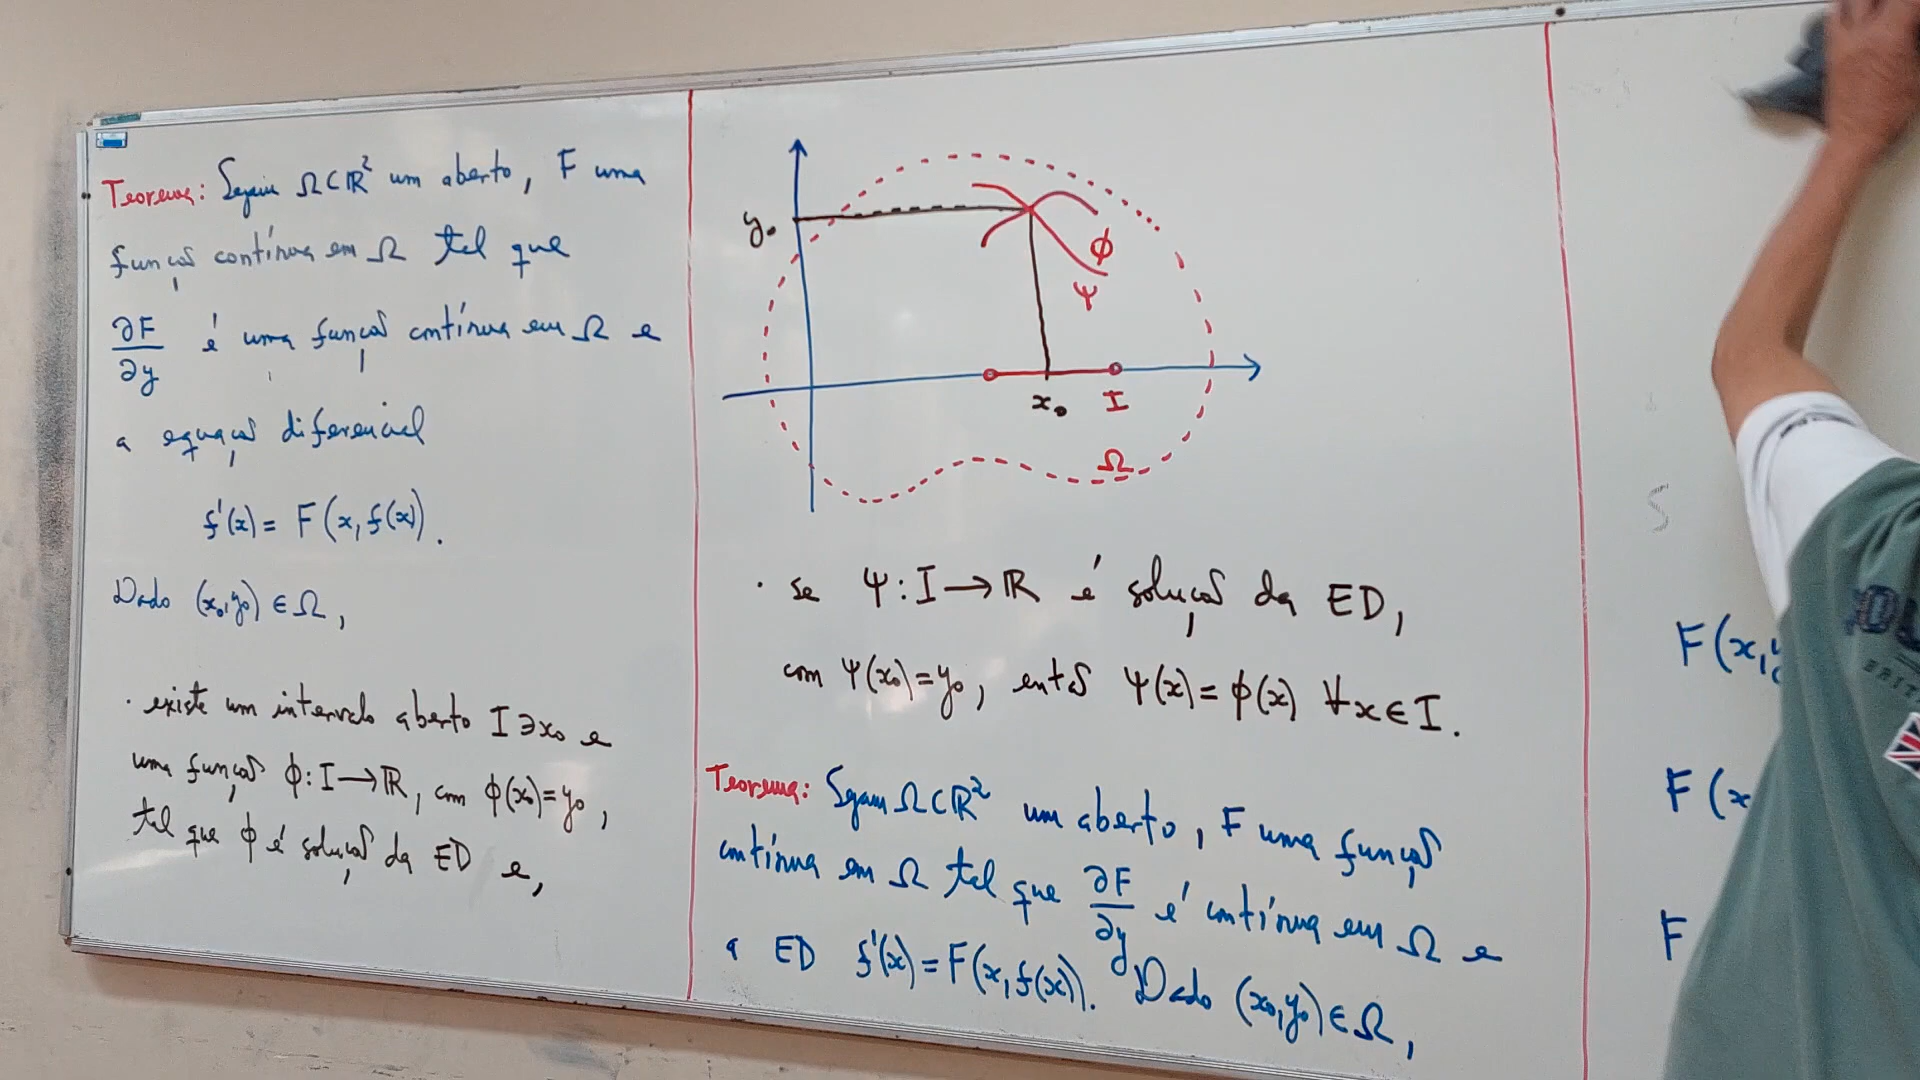 Teorema: Sejam Ω⊂ℝ² um aberto, F uma
função contínua em Ω tal que
∂F/∂y é uma função contínua em Ω e
a equação diferencial
f'(x) = F(x, f(x)).
Dado (x₀,y₀) ∈ Ω,
· existe um intervalo aberto I∋x₀ e
uma função ϕ: I → ℝ, com ϕ(x₀)=y₀,
tal que ϕ é solução da ED e,
y₀
ϕ
Ψ
x₀ I
Ω
· se Ψ: I → ℝ é solução da ED,
com Ψ(x₀)=y₀, então Ψ(x)=ϕ(x) ∀x∈I.
Teorema: Sejam Ω⊂ℝ² um aberto, F uma função
contínua em Ω tal que ∂F/∂y é contínua em Ω e
a ED f'(x) = F(x, f(x)). Dado (x₀,y₀)∈Ω,
S
F(x,y
F(x
F